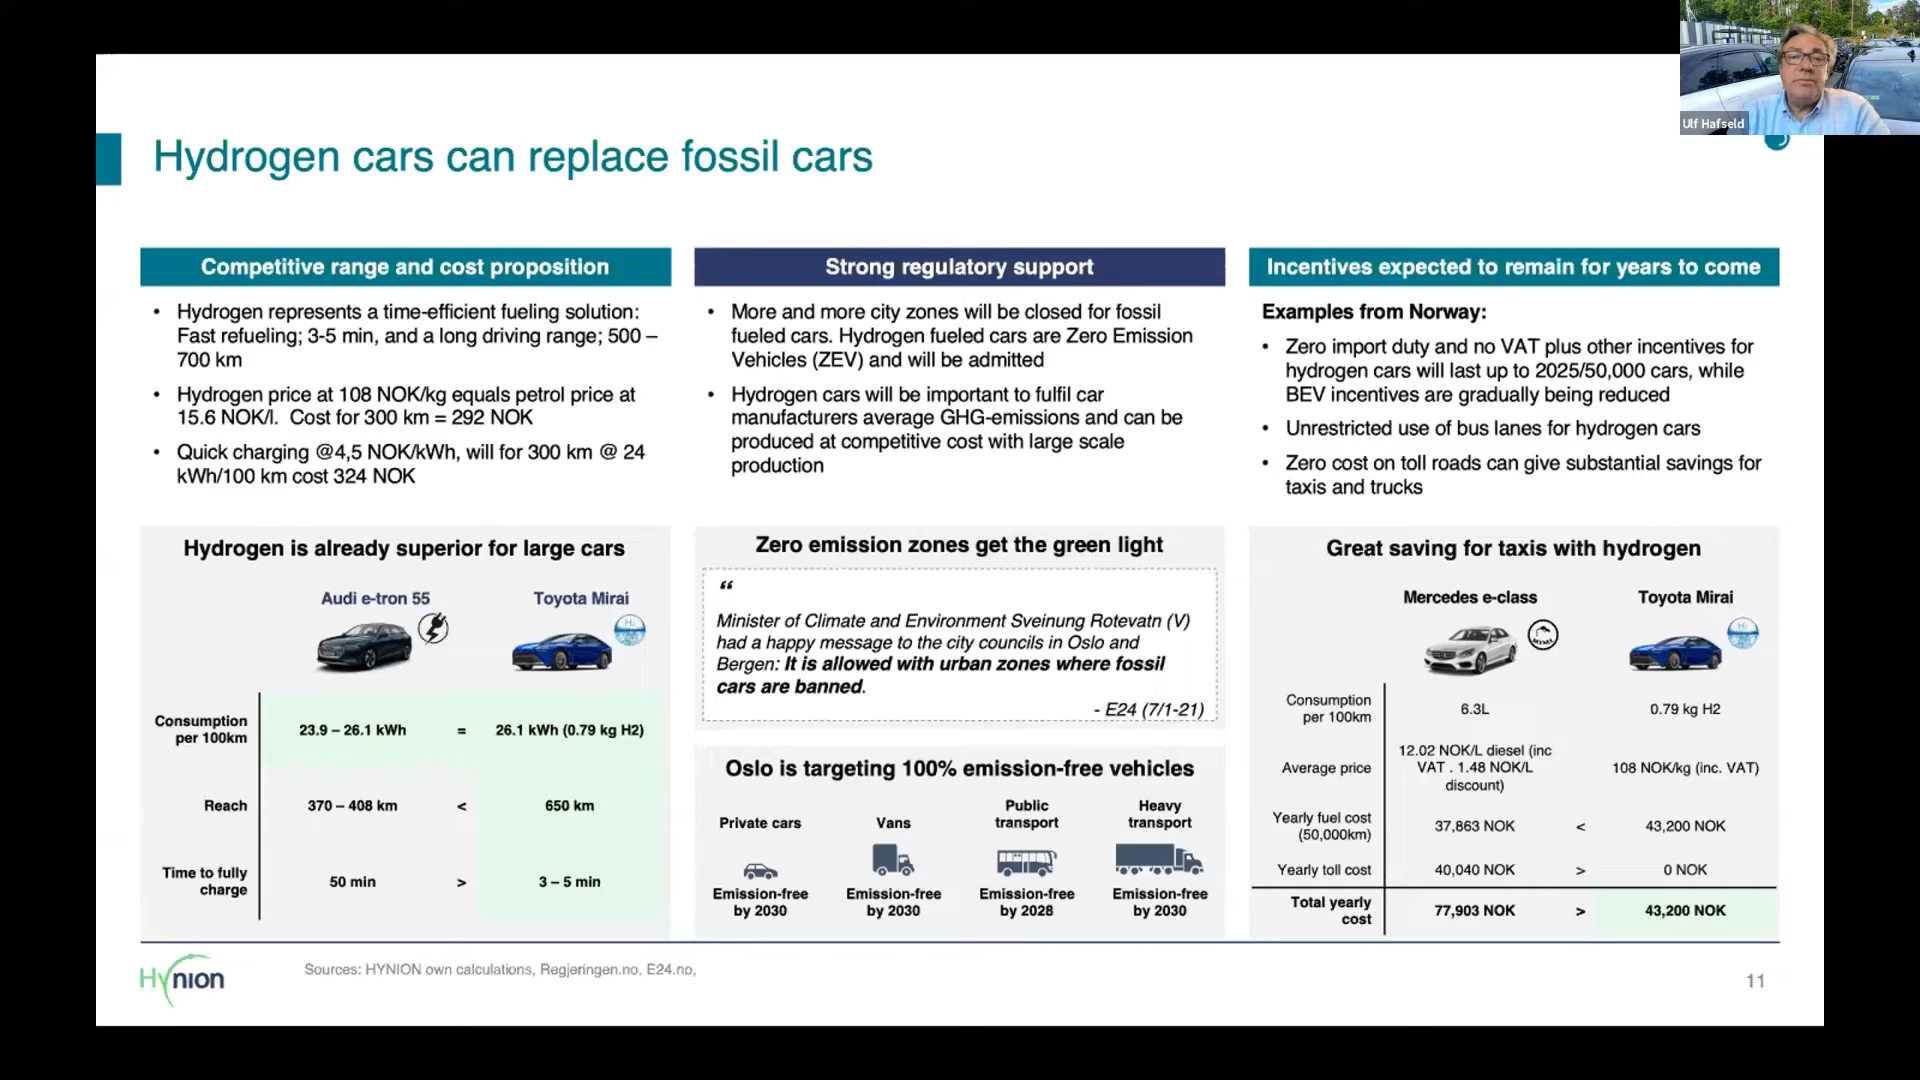 Ulf Hafseld
Hydrogen cars can replace fossil cars
Competitive range and cost proposition
• Hydrogen represents a time-efficient fueling solution:
Fast refueling; 3-5 min, and a long driving range; 500 –
700 km
• Hydrogen price at 108 NOK/kg equals petrol price at
15.6 NOK/l. Cost for 300 km = 292 NOK
• Quick charging @4,5 NOK/kWh, will for 300 km @ 24
kWh/100 km cost 324 NOK
Hydrogen is already superior for large cars
Audi e-tron 55 Toyota Mirai
H2
Consumption
per 100km
23.9 – 26.1 kWh = 26.1 kWh (0.79 kg H2)
Reach 370 – 408 km < 650 km
Time to fully
charge
50 min > 3 – 5 min
Strong regulatory support
• More and more city zones will be closed for fossil
fueled cars. Hydrogen fueled cars are Zero Emission
Vehicles (ZEV) and will be admitted
• Hydrogen cars will be important to fulfil car
manufacturers average GHG-emissions and can be
produced at competitive cost with large scale
production
Zero emission zones get the green light
“
Minister of Climate and Environment Sveinung Rotevatn (V)
had a happy message to the city councils in Oslo and
Bergen: It is allowed with urban zones where fossil
cars are banned.
- E24 (7/1-21)
Oslo is targeting 100% emission-free vehicles
Private cars
Emission-free
by 2030
Vans
Emission-free
by 2030
Public
transport
Emission-free
by 2028
Heavy
transport
Emission-free
by 2030
Incentives expected to remain for years to come
Examples from Norway:
• Zero import duty and no VAT plus other incentives for
hydrogen cars will last up to 2025/50,000 cars, while
BEV incentives are gradually being reduced
• Unrestricted use of bus lanes for hydrogen cars
• Zero cost on toll roads can give substantial savings for
taxis and trucks
Great saving for taxis with hydrogen
Mercedes e-class Toyota Mirai
H2
Consumption
per 100km
6.3L 0.79 kg H2
Average price
12.02 NOK/L diesel (inc
VAT . 1.48 NOK/L
discount)
108 NOK/kg (inc. VAT)
Yearly fuel cost
(50,000km)
37,863 NOK < 43,200 NOK
Yearly toll cost 40,040 NOK > 0 NOK
Total yearly
cost
77,903 NOK > 43,200 NOK
Hynion
Sources: HYNION own calculations, Regjeringen.no, E24.no,
11